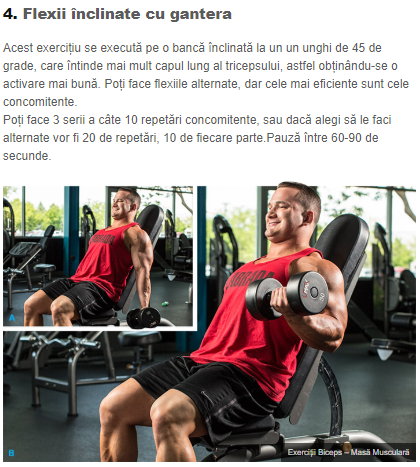 4. Flexii înclinate cu gantera
Acest exercițiu se execută pe o bancă înclinată la un un unghi de 45 de
grade, care întinde mai mult capul lung al tricepsului, astfel obținându-se o
activare mai bună. Poți face flexiile alternate, dar cele mai eficiente sunt cele
concomitente.
Poți face 3 serii a câte 10 repetări concomitente, sau dacă alegi să le faci
alternate vor fi 20 de repetări, 10 de fiecare parte.Pauză între 60-90 de
secunde.
A
B
Exerciții Biceps – Masă Musculară